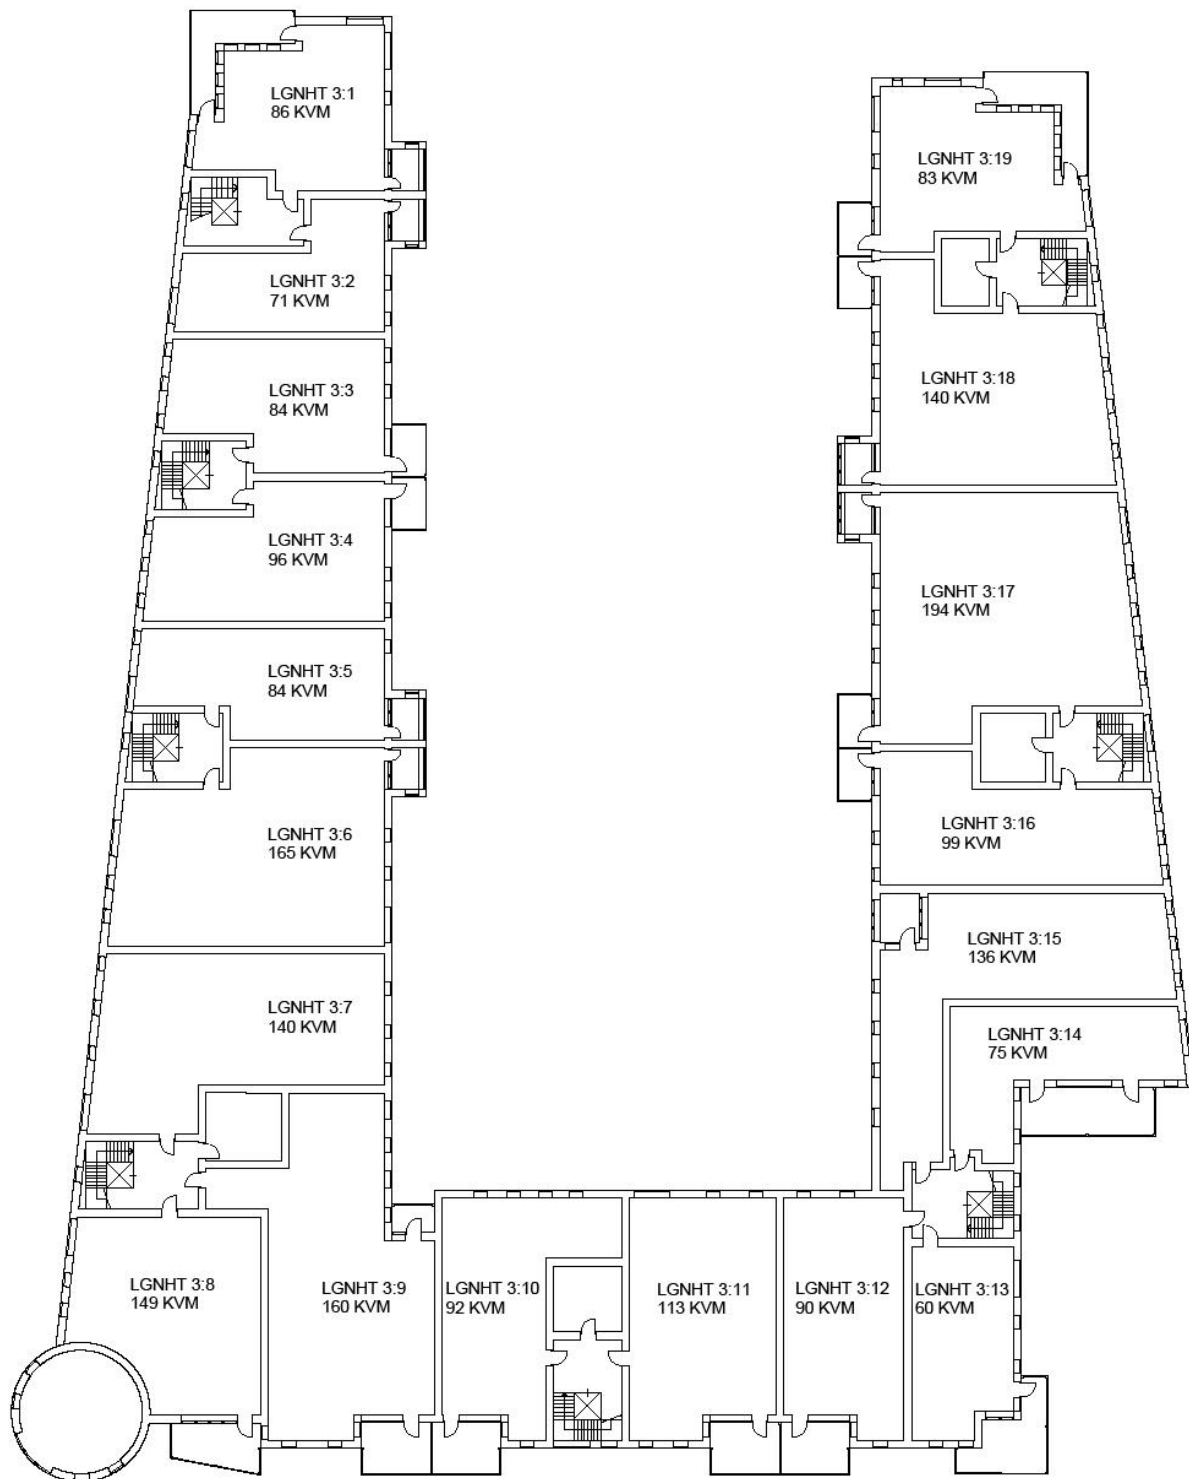 LGNHT 3:1
86 KVM
LGNHT 3:2
71 KVM
LGNHT 3:3
84 KVM
LGNHT 3:4
96 KVM
LGNHT 3:5
84 KVM
LGNHT 3:6
165 KVM
LGNHT 3:7
140 KVM
LGNHT 3:8
149 KVM
LGNHT 3:9
160 KVM
LGNHT 3:10
92 KVM
LGNHT 3:11
113 KVM
LGNHT 3:12
90 KVM
LGNHT 3:13
60 KVM
LGNHT 3:14
75 KVM
LGNHT 3:15
136 KVM
LGNHT 3:16
99 KVM
LGNHT 3:17
194 KVM
LGNHT 3:18
140 KVM
LGNHT 3:19
83 KVM